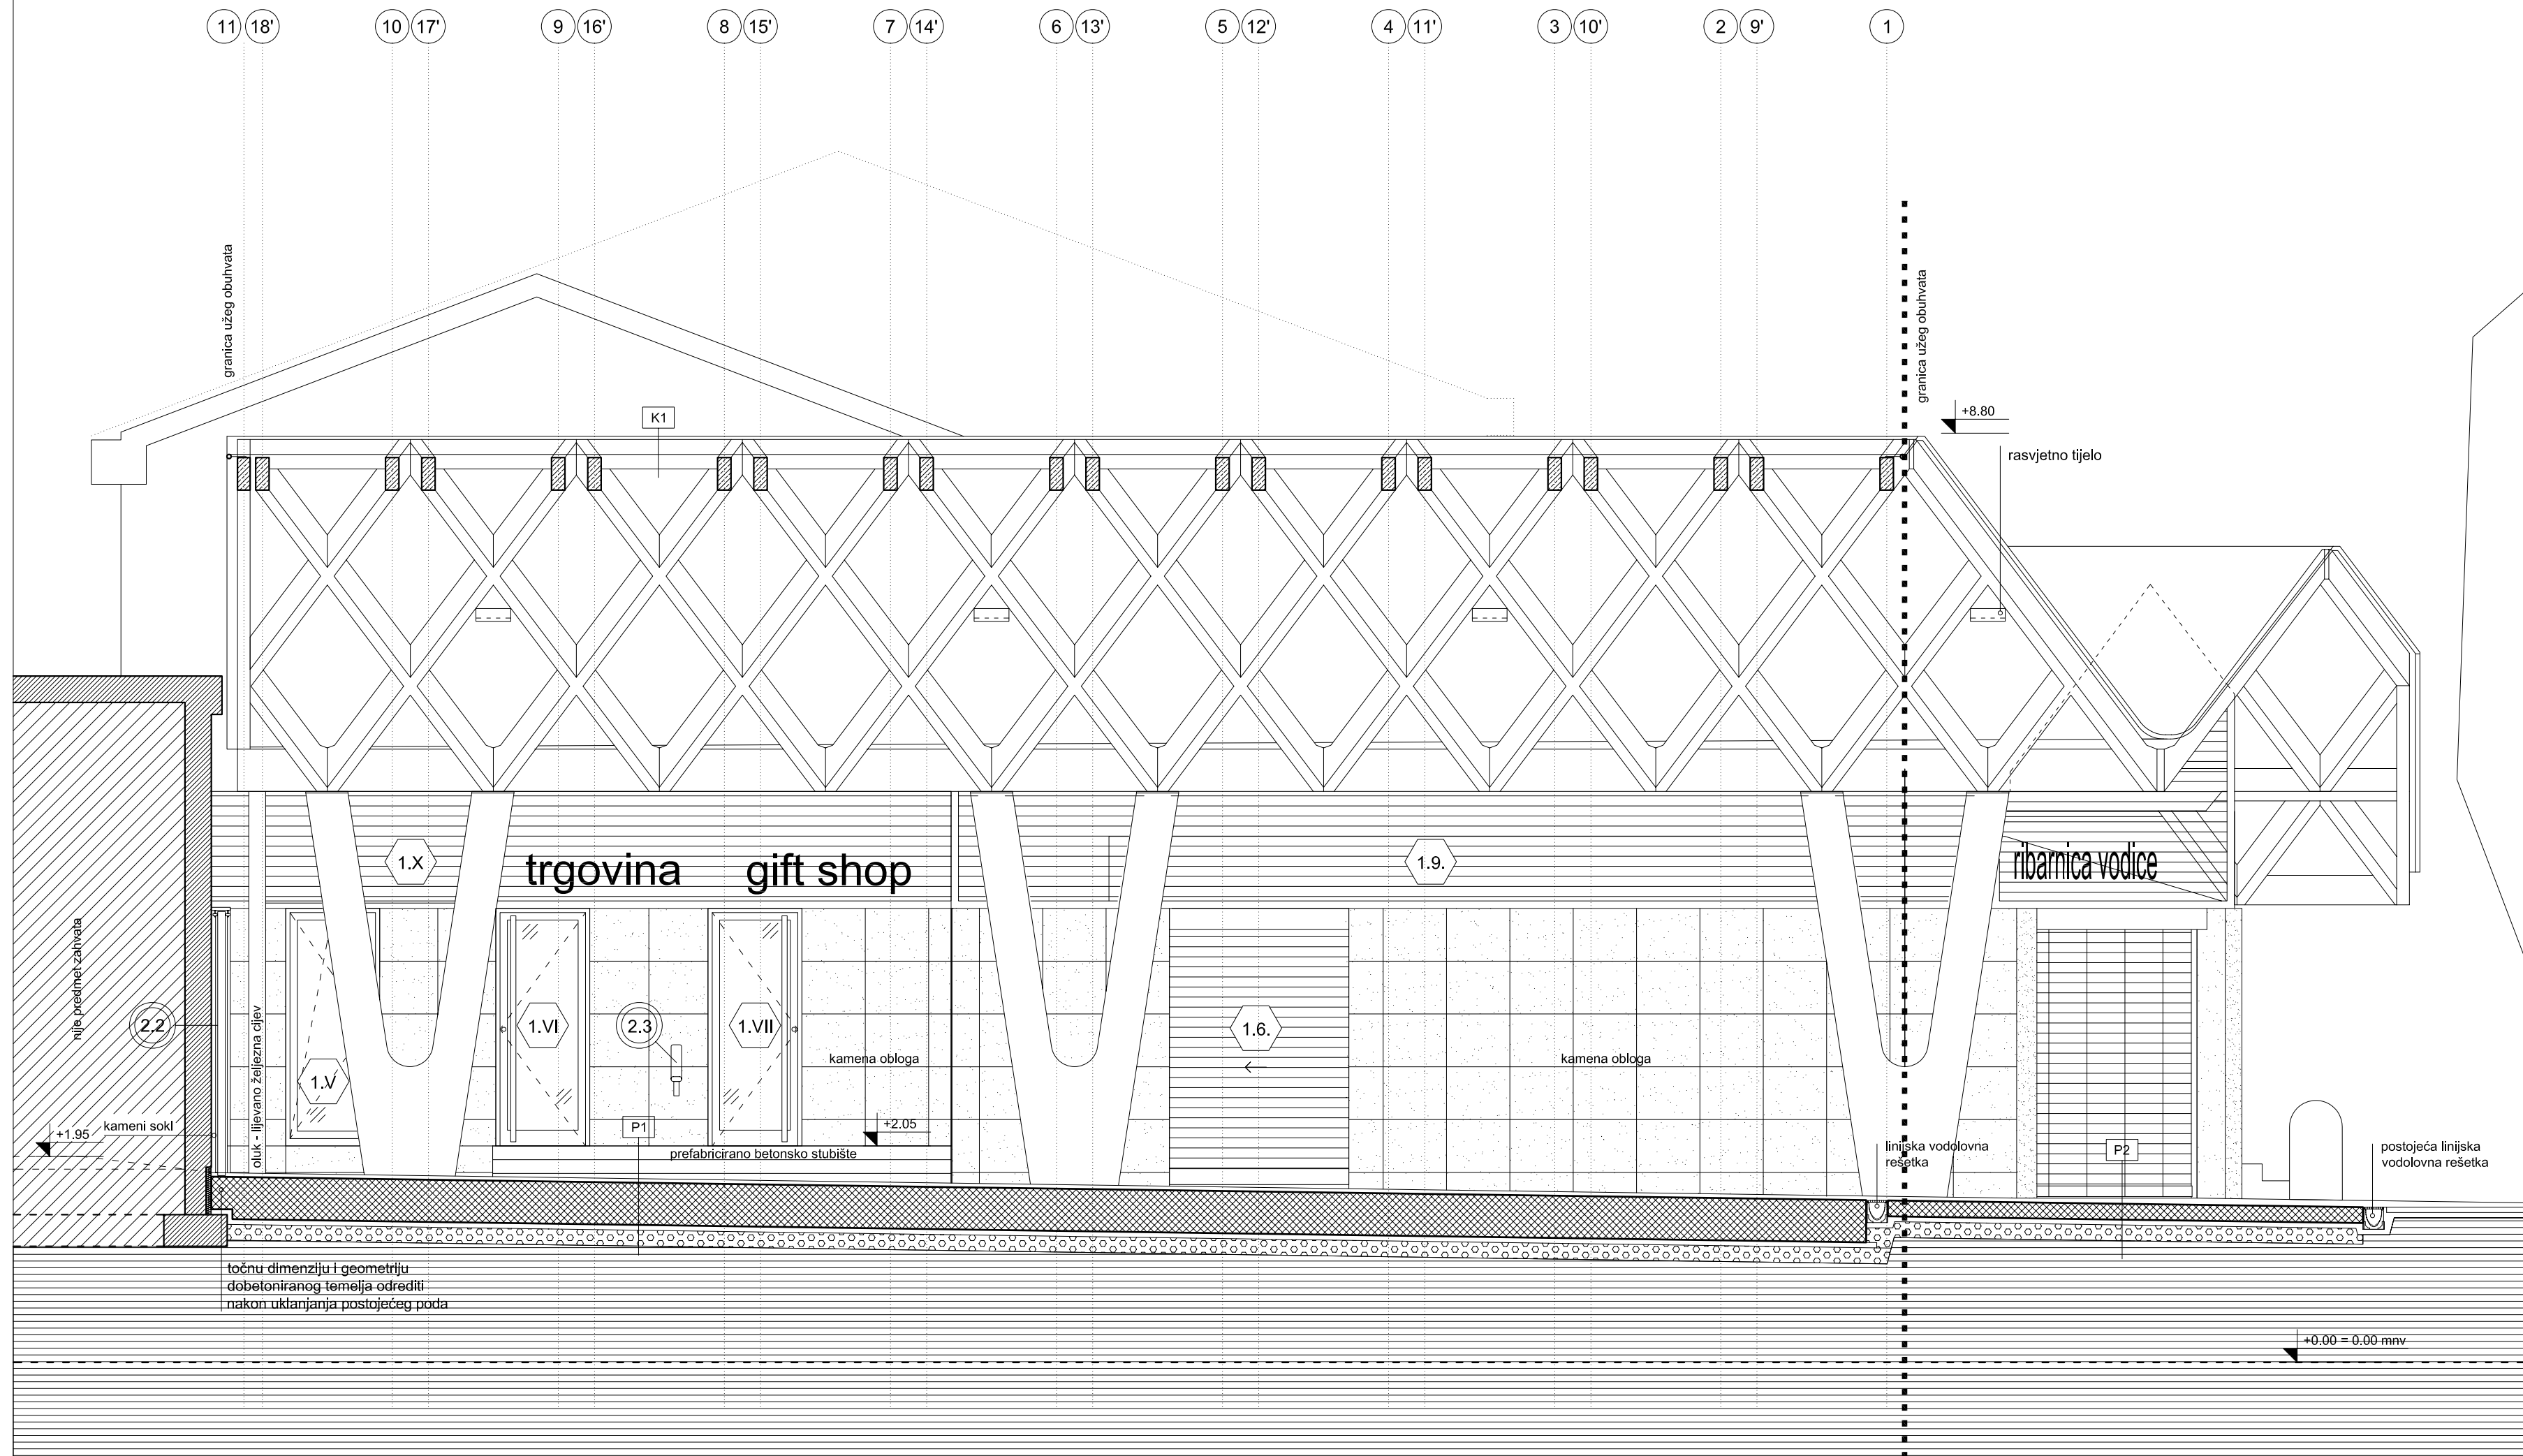 11 18' 10 17' 9 16' 8 15' 7 14' 6 13' 5 12' 4 11' 3 10' 2 9' 1
granica užeg obuhvata
granica užeg obuhvata
K1
+8.80
rasvjetno tijelo
1.X
trgovina gift shop
1.9.
ribarnica vodice
nije predmet zahvata
2.2
oluk - lijevano željezna cijev
1.V
1.VI
2.3
1.VII
kamena obloga
1.6.
kamena obloga
+1.95
kameni sokl
P1
+2.05
prefabricirano betonsko stubište
linijska vodolovna
rešetka
P2
postojeća linijska
vodolovna rešetka
točnu dimenziju i geometriju
dobetoniranog temelja odrediti
nakon uklanjanja postojećeg poda
+0.00 = 0.00 mnv